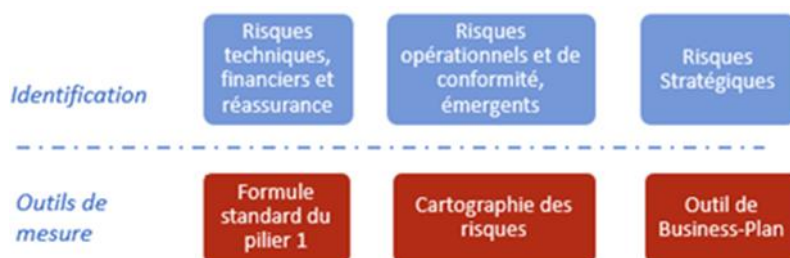 Identification
Risques
techniques,
financiers et
réassurance
Risques
opérationnels et de
conformité,
émergents
Risques
Stratégiques
Outils de
mesure
Formule
standard du
pilier 1
Cartographie des
risques
Outil de
Business-Plan